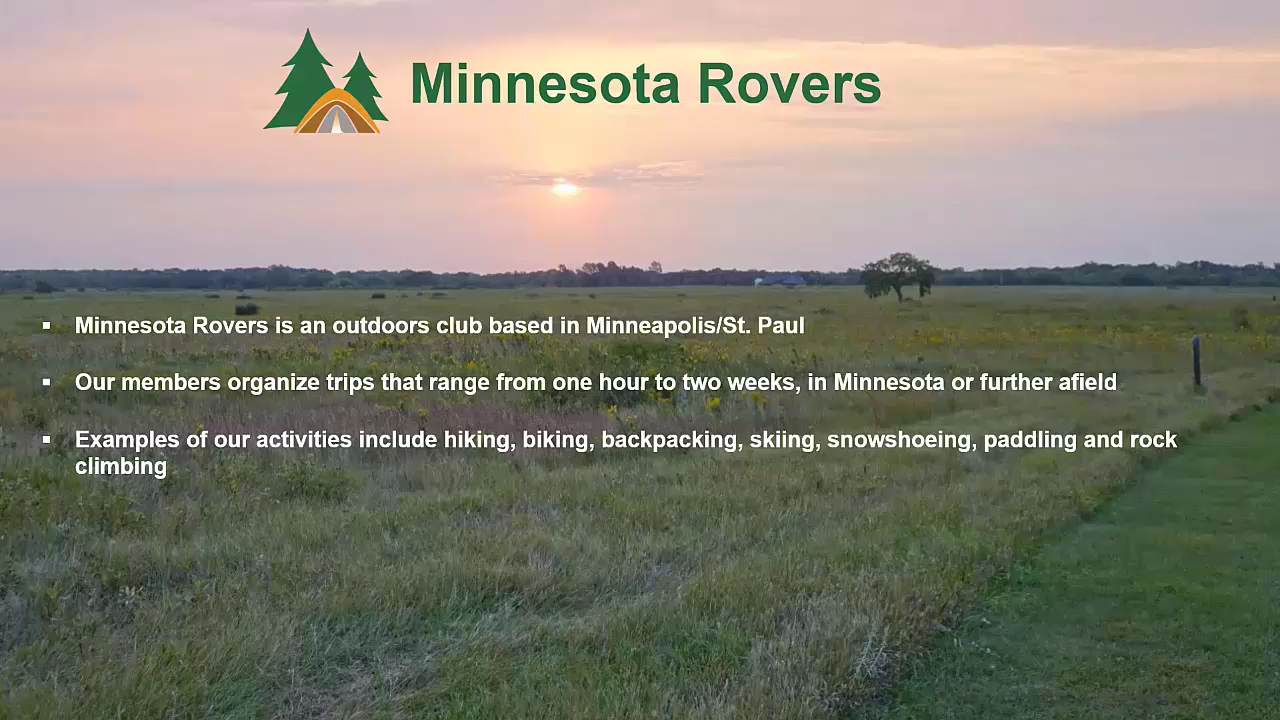 Minnesota Rovers
▪ Minnesota Rovers is an outdoors club based in Minneapolis/St. Paul
▪ Our members organize trips that range from one hour to two weeks, in Minnesota or further afield
▪ Examples of our activities include hiking, biking, backpacking, skiing, snowshoeing, paddling and rock
climbing